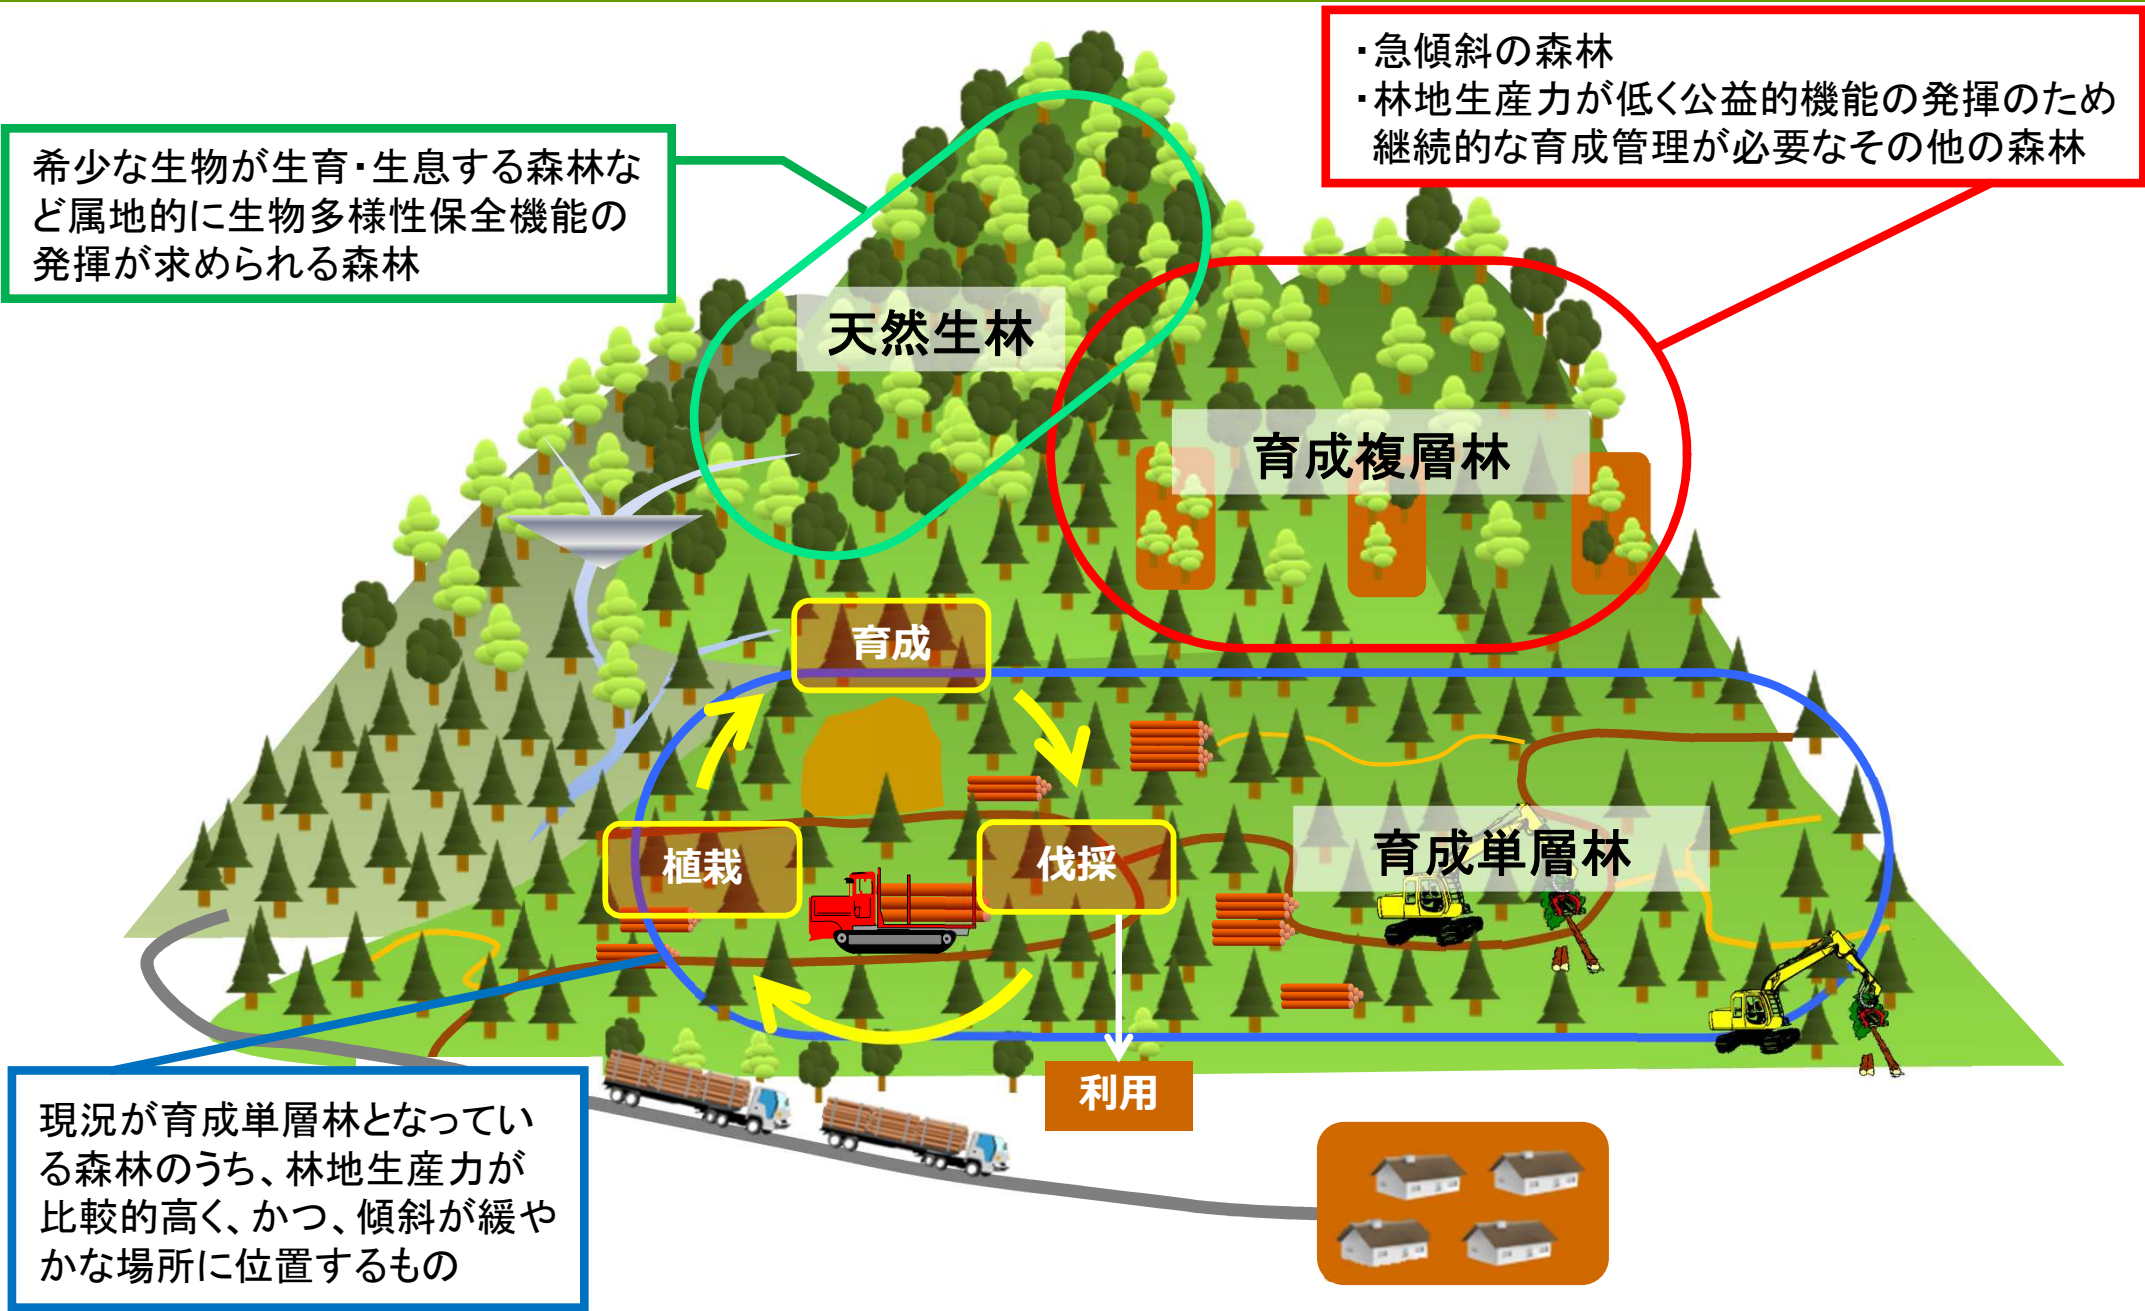 ・急傾斜の森林
・林地生産力が低く公益的機能の発揮のため
継続的な育成管理が必要なその他の森林
希少な生物が生育・生息する森林な
ど属地的に生物多様性保全機能の
発揮が求められる森林
天然生林
育成複層林
育成
植栽
伐採
育成単層林
利用
現況が育成単層林となってい
る森林のうち、林地生産力が
比較的高く、かつ、傾斜が緩や
かな場所に位置するもの